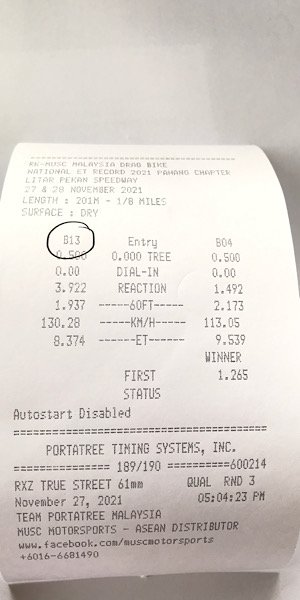 RE-MUSC MALAYSIA DRAG BIKE
NATIONAL ET RECORD 2021 PAHANG CHAPTER
LITAR PEKAN SPEEDWAY
27 & 28 NOVEMBER 2021
LENGTH : 201M - 1/8 MILES
SURFACE : DRY
B13 Entry B04
0.500 0.000 TREE 0.500
0.00 DIAL-IN 0.00
3.922 REACTION 1.492
1.937 ------60FT------ 2.173
130.28 ------KM/H------ 113.05
8.374 -------ET------- 9.539
WINNER
FIRST 1.265
STATUS
Autostart Disabled
PORTATREE TIMING SYSTEMS, INC.
========== 189/190 ==========600214
RXZ TRUE STREET 61mm QUAL RND 3
November 27, 2021 05:04:23 PM
TEAM PORTATREE MALAYSIA
MUSC MOTORSPORTS - ASEAN DISTRIBUTOR
www.facebook.com/muscmotorsports
+6016-6681490